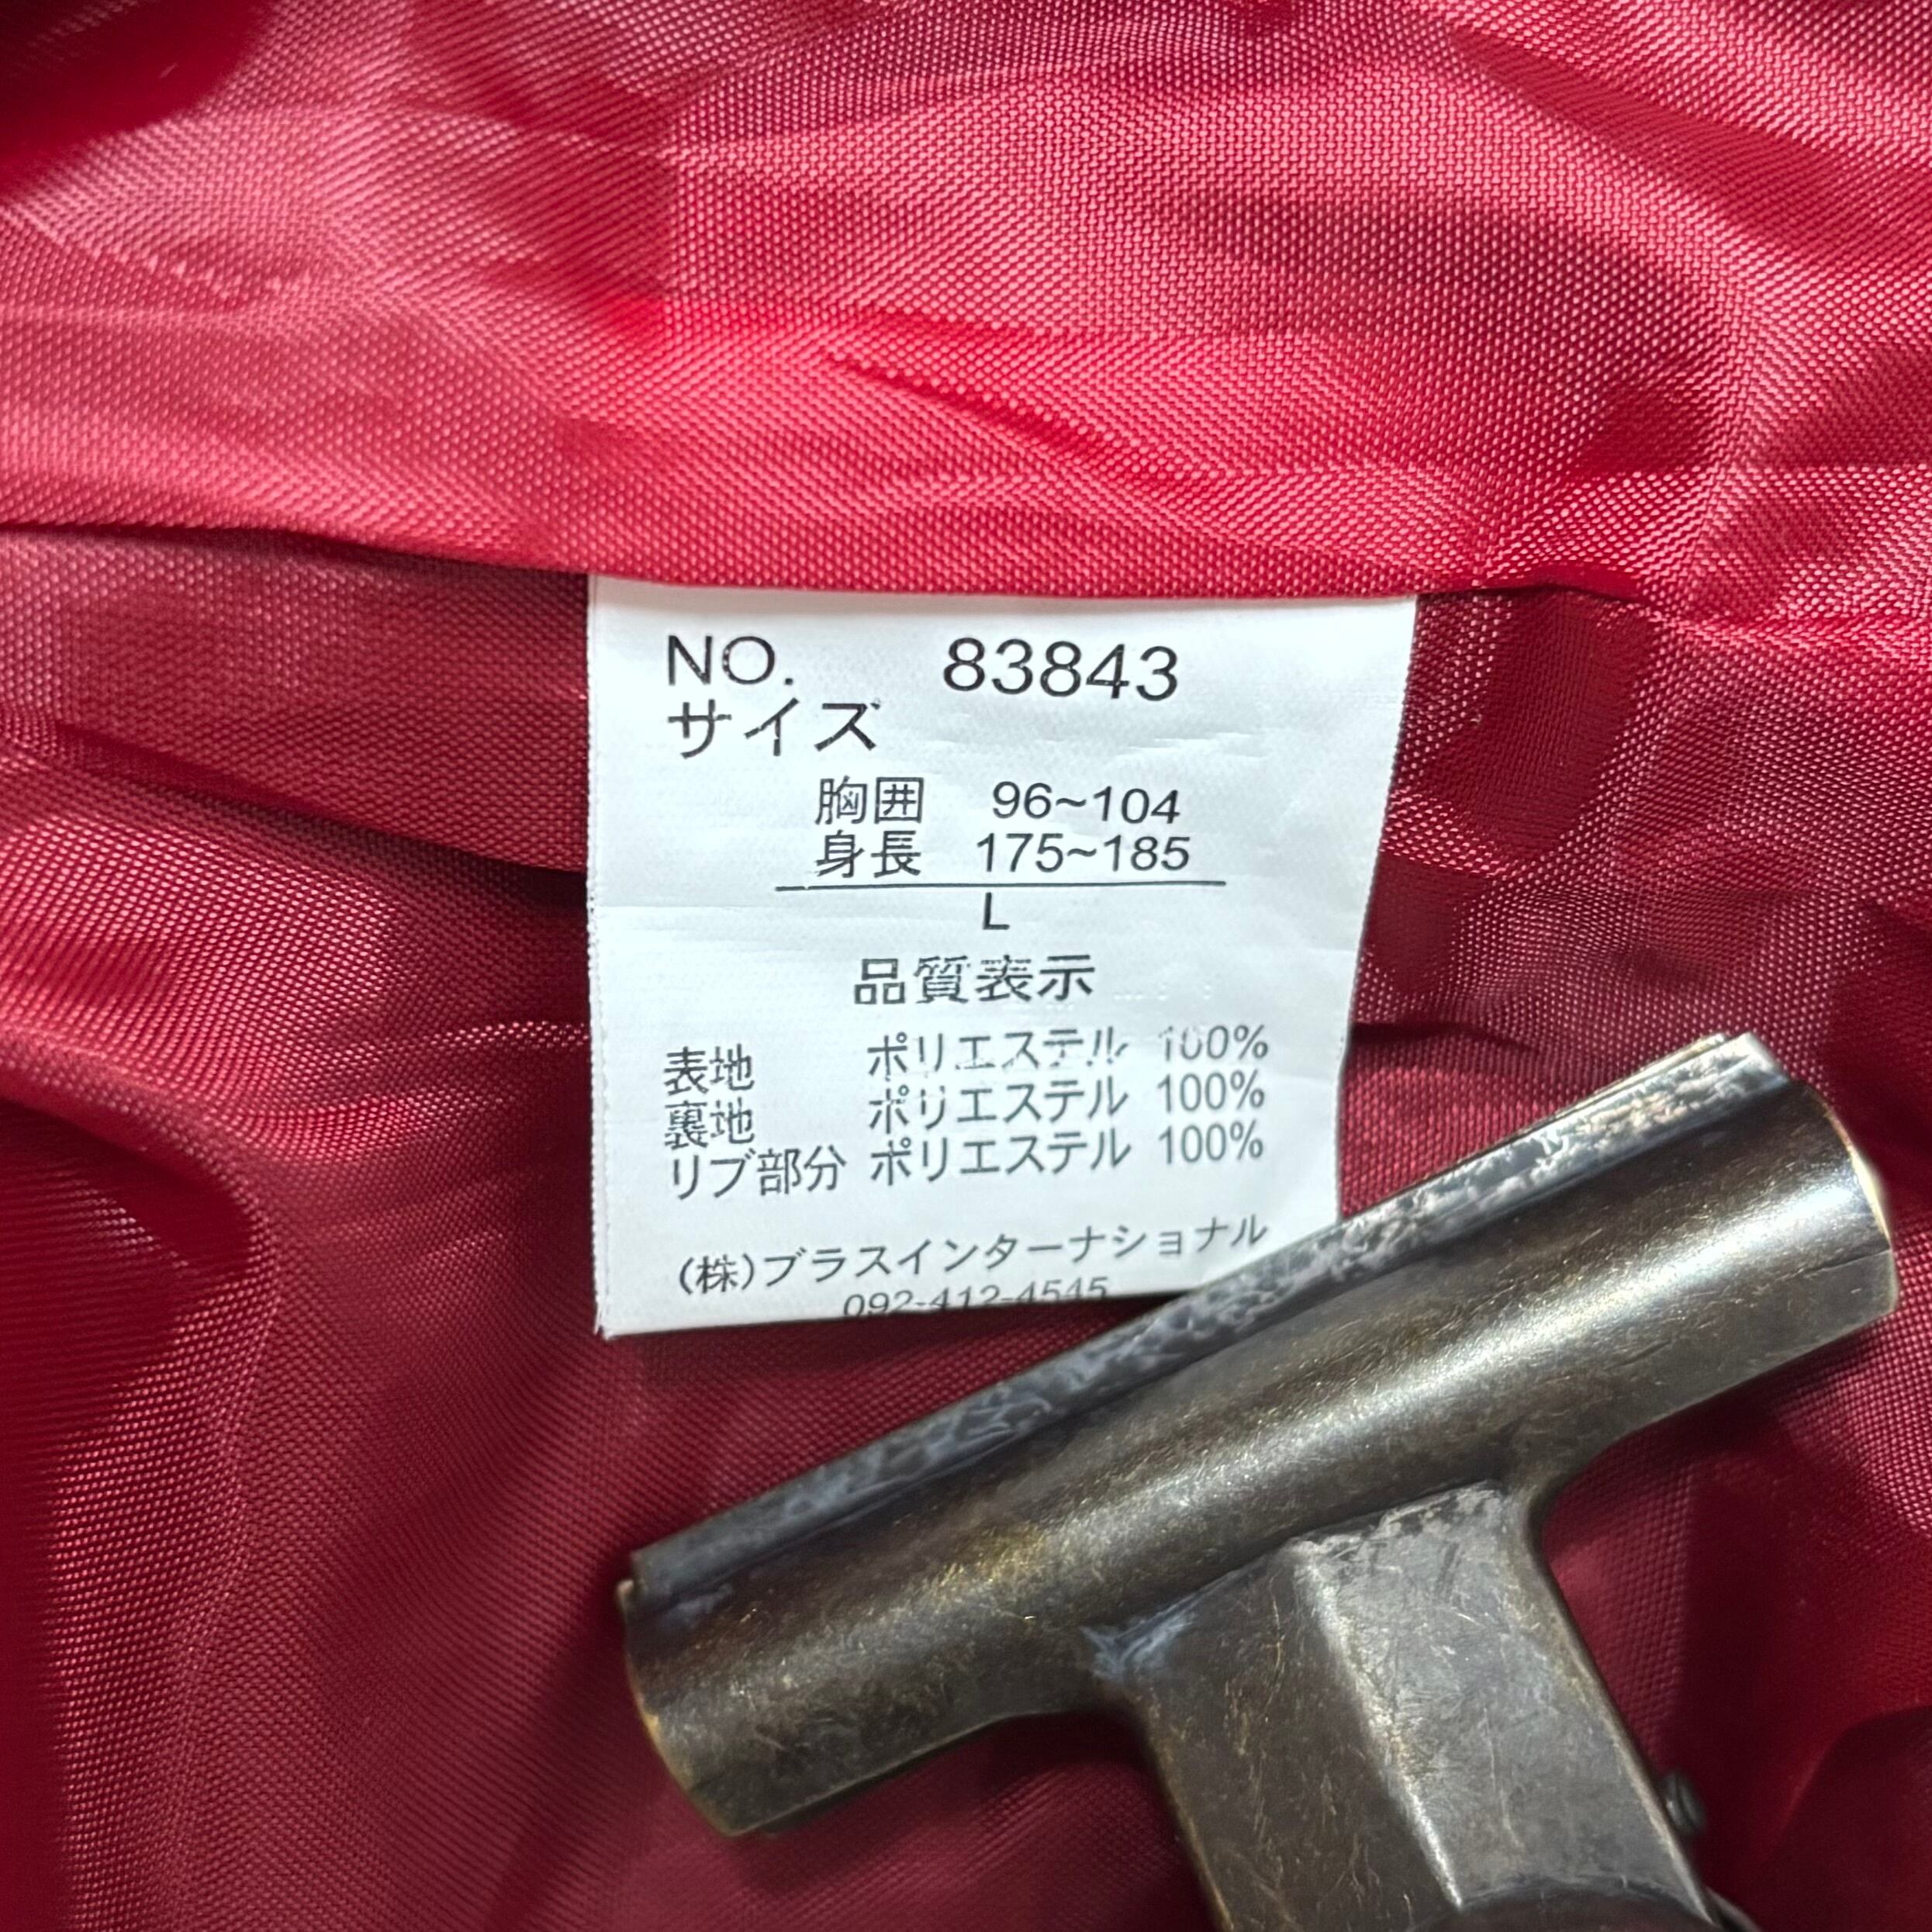 NO. 83843
サイズ
胸囲 96~104
身長 175~185
L
品質表示
表地 ポリエステル 100%
裏地 ポリエステル 100%
リブ部分 ポリエステル 100%
(株)ブラスインターナショナル
092-412-4545